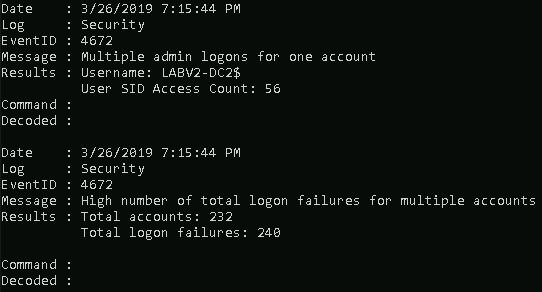 Date    : 3/26/2019 7:15:44 PM
Log     : Security
EventID : 4672
Message : Multiple admin logons for one account
Results : Username: LABV2-DC2$
          User SID Access Count: 56
Command :
Decoded :

Date    : 3/26/2019 7:15:44 PM
Log     : Security
EventID : 4672
Message : High number of total logon failures for multiple accounts
Results : Total accounts: 232
          Total logon failures: 240

Command :
Decoded :